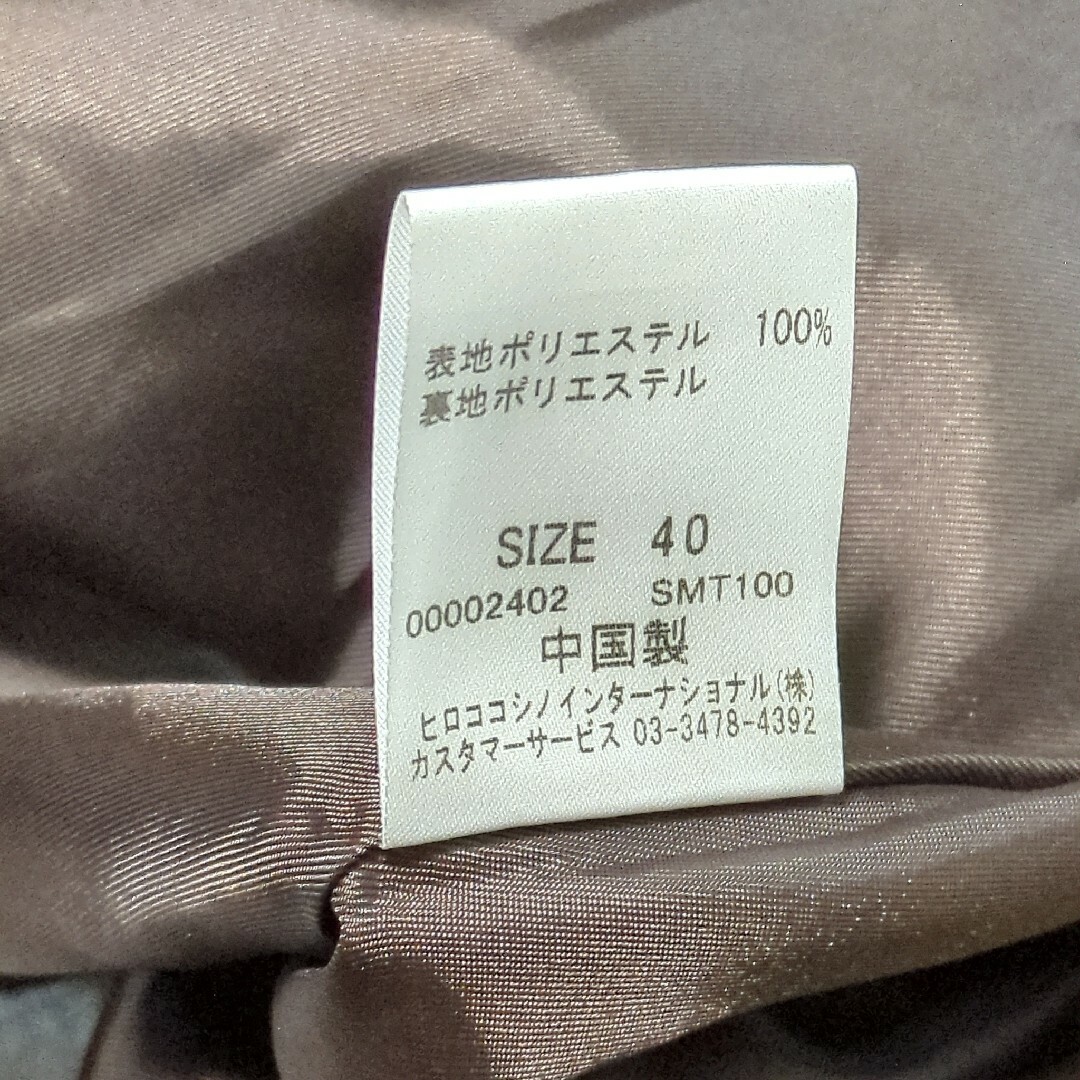 表地ポリエステル 100%
裏地ポリエステル
SIZE 40
00002402 SMT100
中国製
ヒロココシノインターナショナル(株)
カスタマーサービス 03-3478-4392